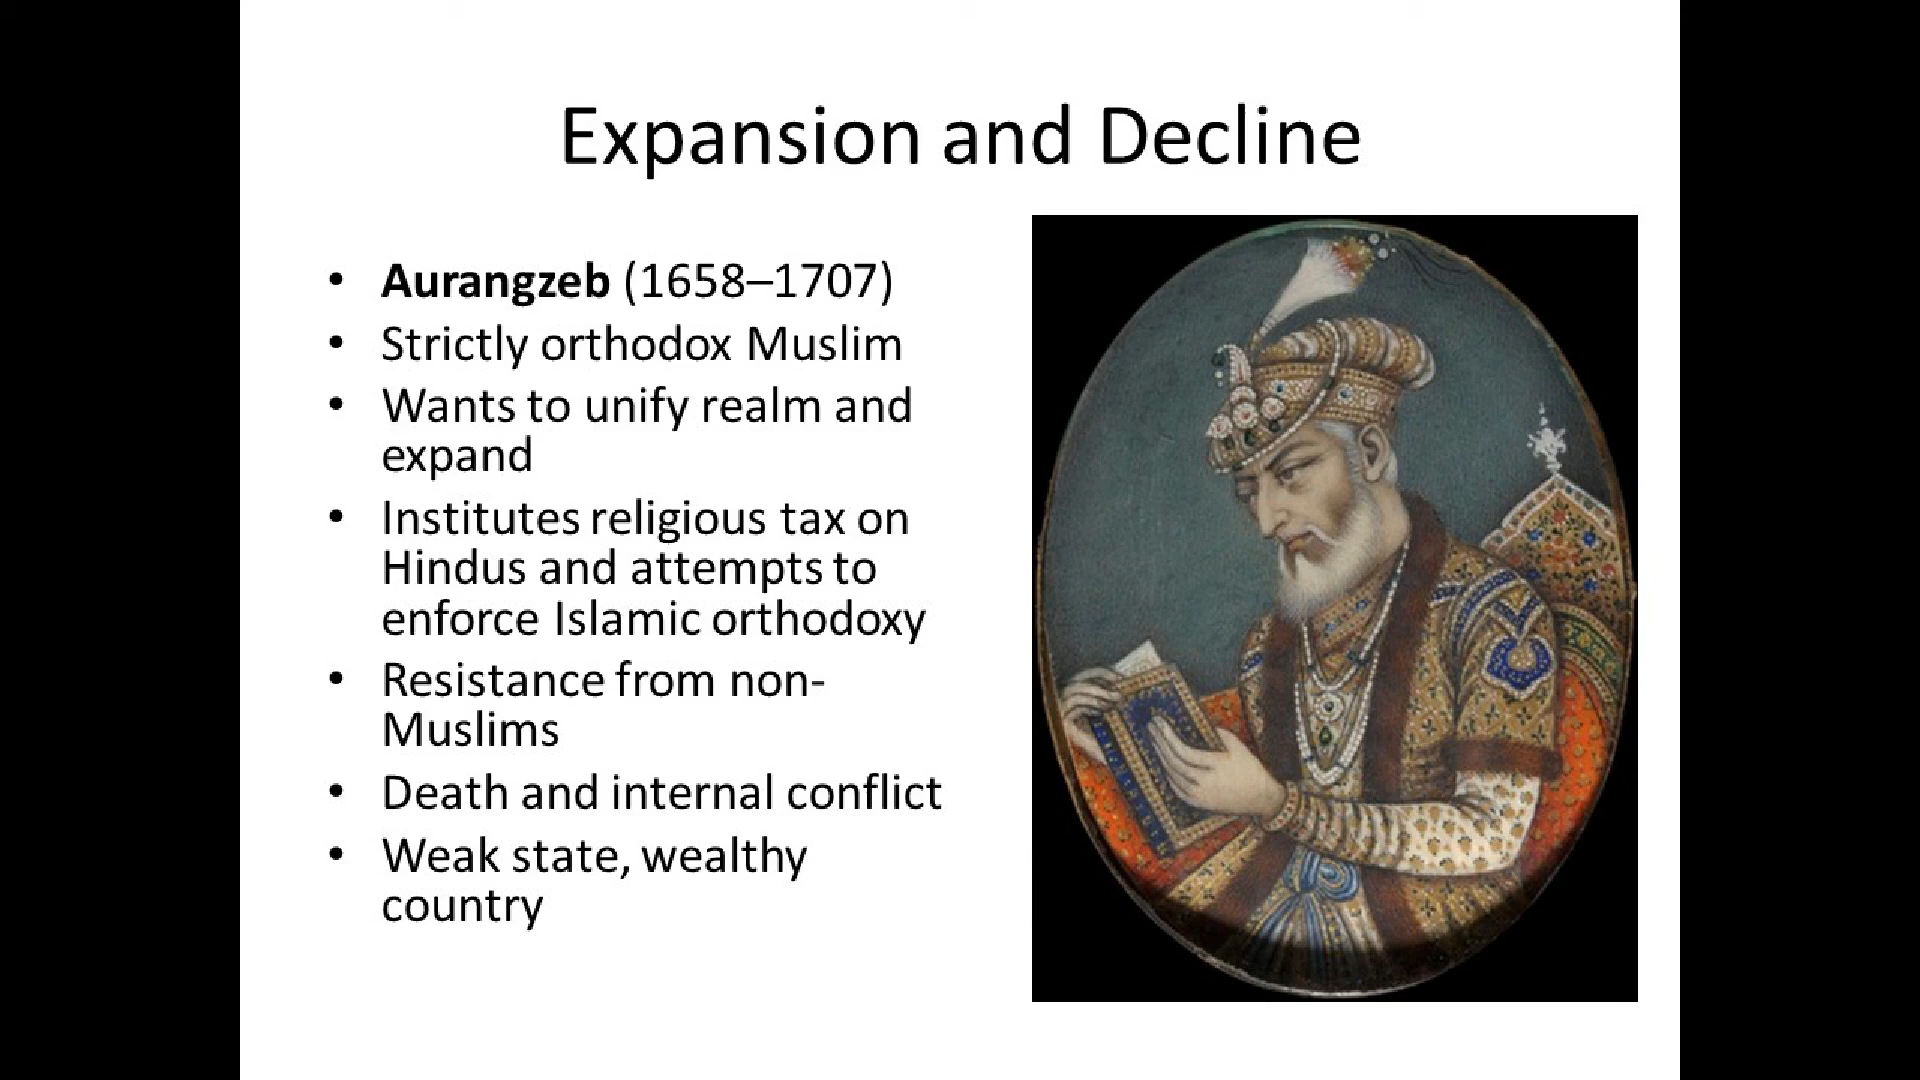 Expansion and Decline
• Aurangzeb (1658–1707)
• Strictly orthodox Muslim
• Wants to unify realm and
expand
• Institutes religious tax on
Hindus and attempts to
enforce Islamic orthodoxy
• Resistance from non-
Muslims
• Death and internal conflict
• Weak state, wealthy
country